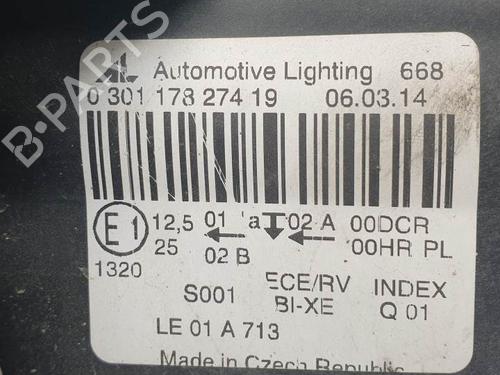 AL Automotive Lighting 668
0 301 178 274 19 06.03.14
E1 12,5 01 a 02 A 00DCR
25 02 B 00HR PL
1320
S001 ECE/RV INDEX
BI-XE Q 01
LE 01 A 713
Made in Czech Republic
B-PARTS